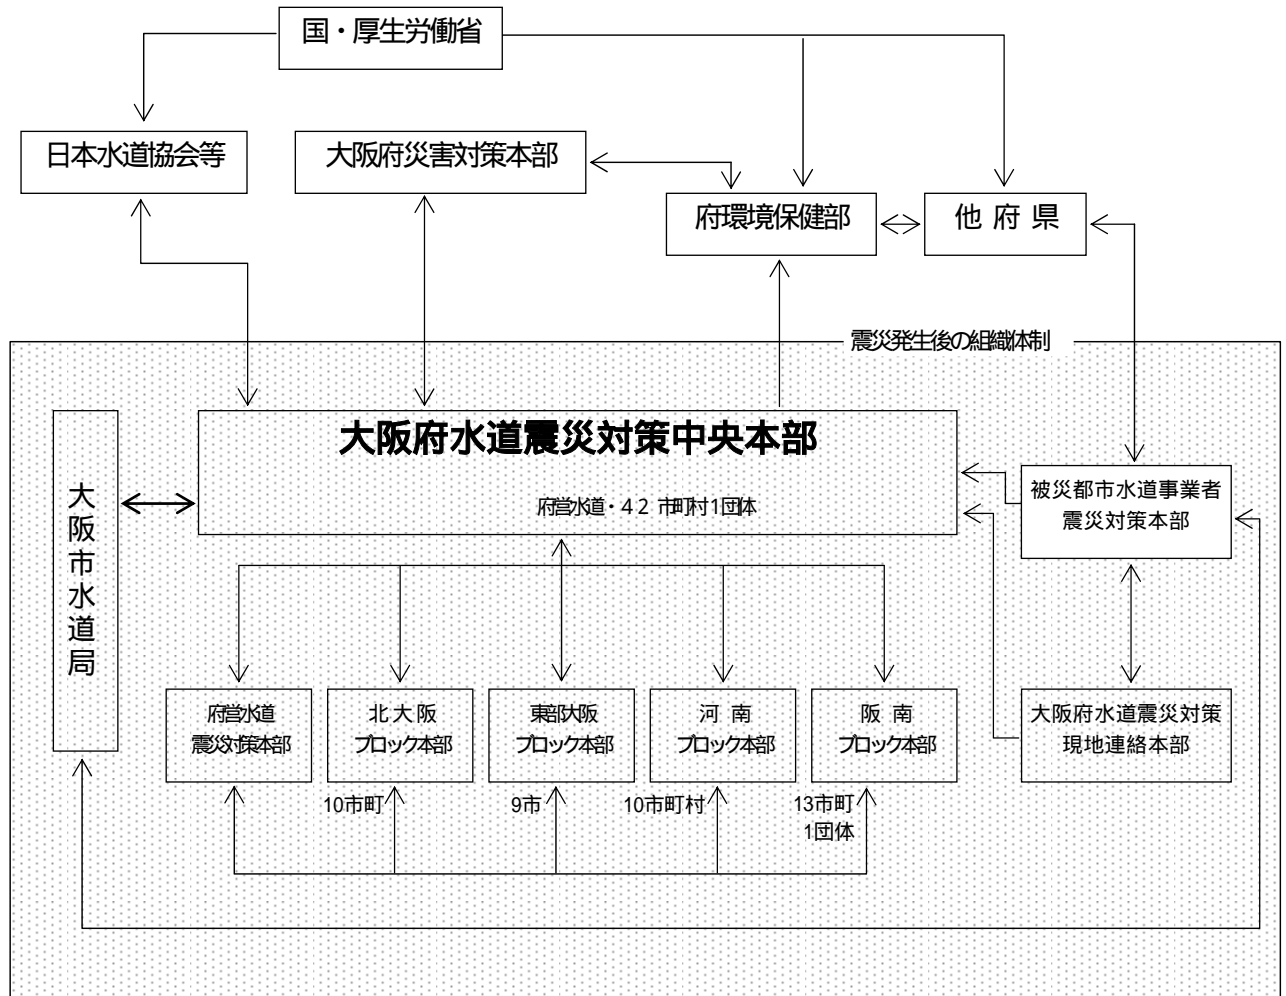 国・厚生労働省
日本水道協会等
大阪府災害対策本部
府環境保健部
他 府 県
震災発生後の組織体制
大阪府水道震災対策中央本部
府営水道・42 市町村1団体
大阪市水道局
被災都市水道事業者
震災対策本部
府営水道
震災対策本部
北大阪
ブロック本部
東部大阪
ブロック本部
河 南
ブロック本部
阪 南
ブロック本部
大阪府水道震災対策
現地連絡本部
10市町
9市
10市町村
13市町
1団体